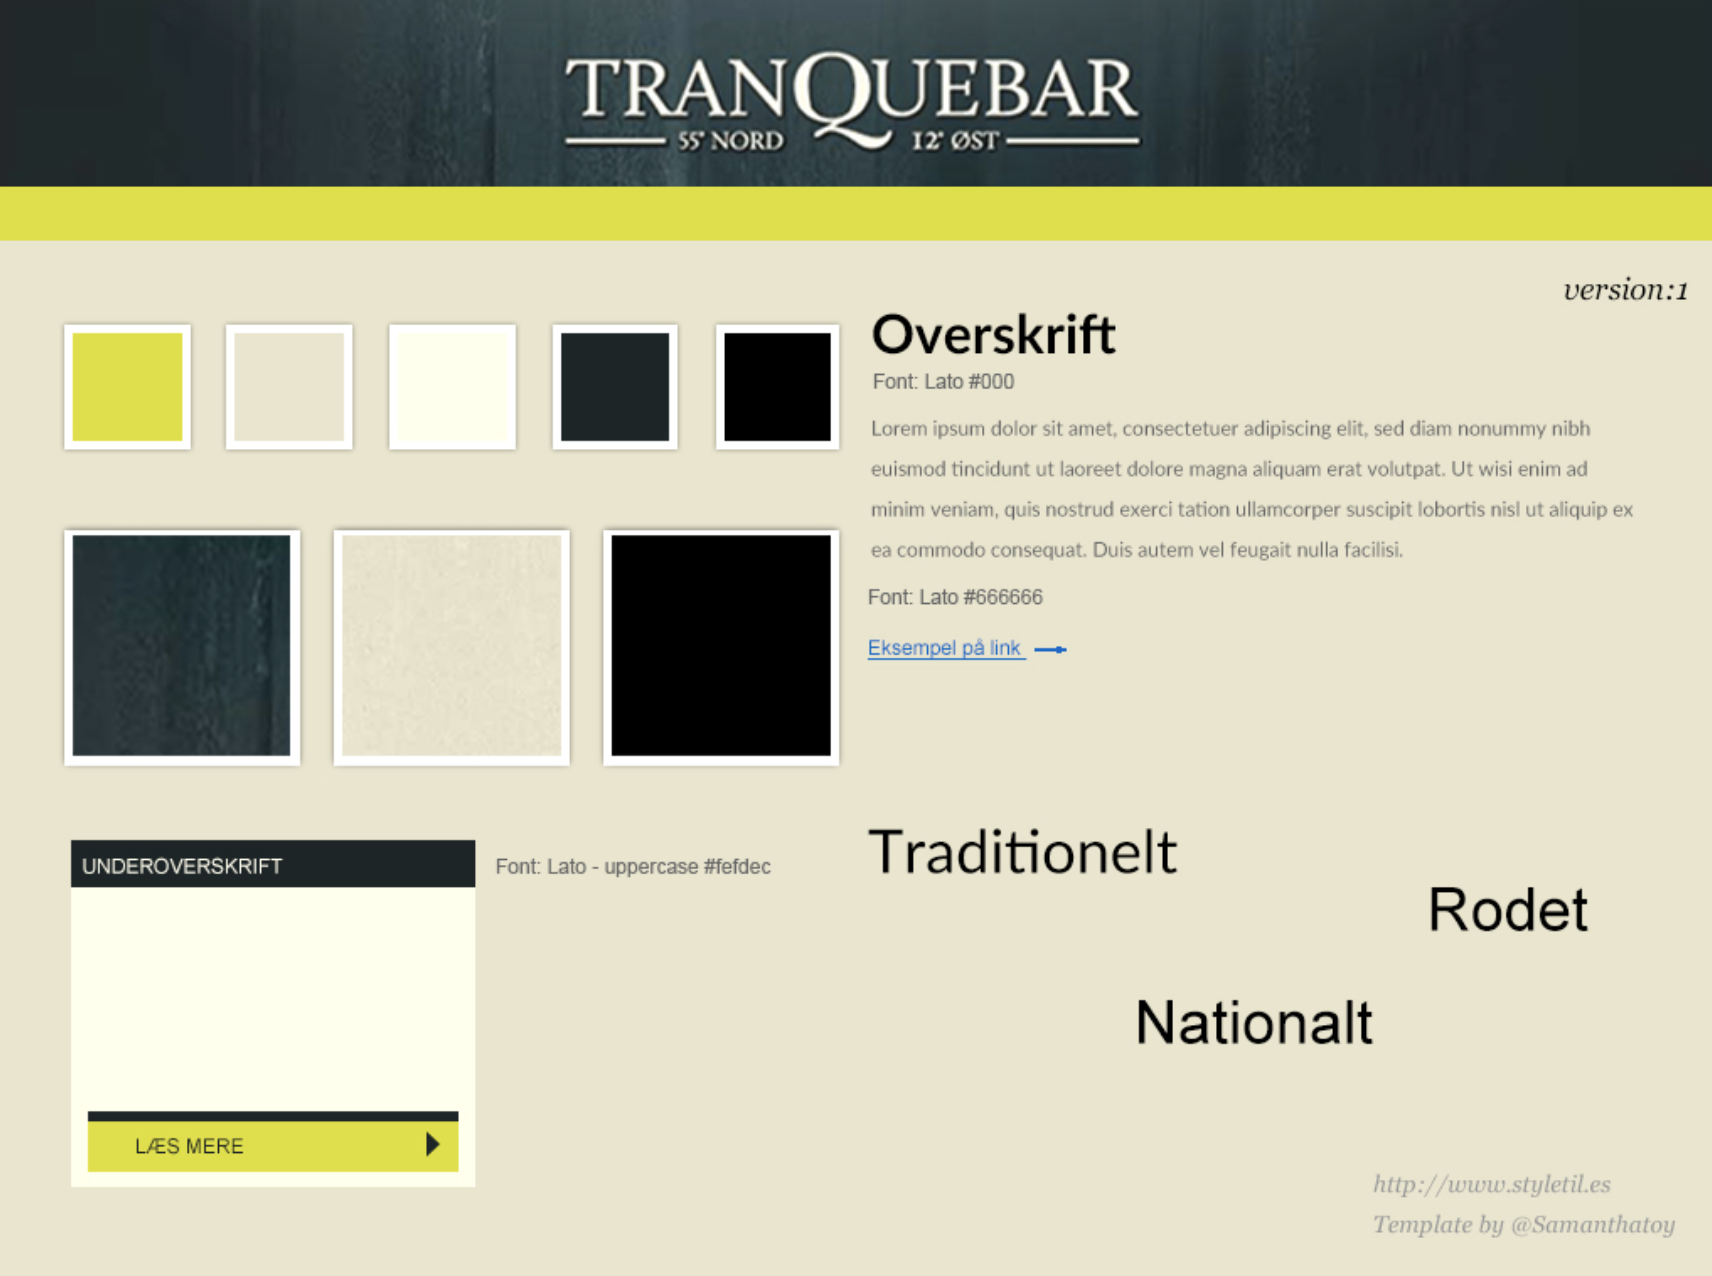 TRANQUEBAR
55° NORD 12° ØST
version:1
Overskrift
Font: Lato #000
Lorem ipsum dolor sit amet, consectetuer adipiscing elit, sed diam nonummy nibh
euismod tincidunt ut laoreet dolore magna aliquam erat volutpat. Ut wisi enim ad
minim veniam, quis nostrud exerci tation ullamcorper suscipit lobortis nisl ut aliquip ex
ea commodo consequat. Duis autem vel feugait nulla facilisi.
Font: Lato #666666
Eksempel på link
UNDEROVERSKRIFT
Font: Lato - uppercase #fefdec
LÆS MERE
Traditionelt
Rodet
Nationalt
http://www.styletil.es
Template by @Samanthatoy